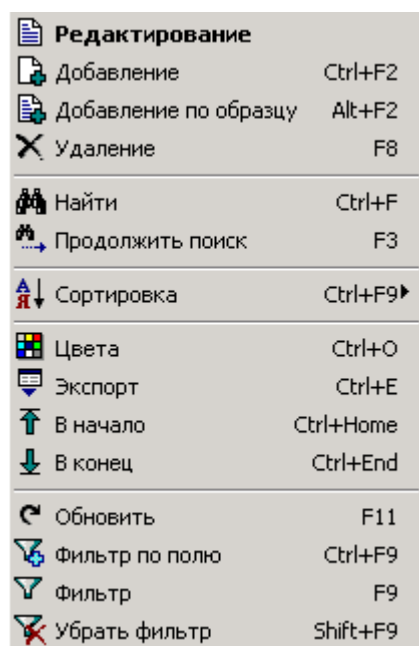 Редактирование
Добавление Ctrl+F2
Добавление по образцу Alt+F2
Удаление F8
Найти Ctrl+F
Продолжить поиск F3
Сортировка Ctrl+F9
Цвета Ctrl+O
Экспорт Ctrl+E
В начало Ctrl+Home
В конец Ctrl+End
Обновить F11
Фильтр по полю Ctrl+F9
Фильтр F9
Убрать фильтр Shift+F9